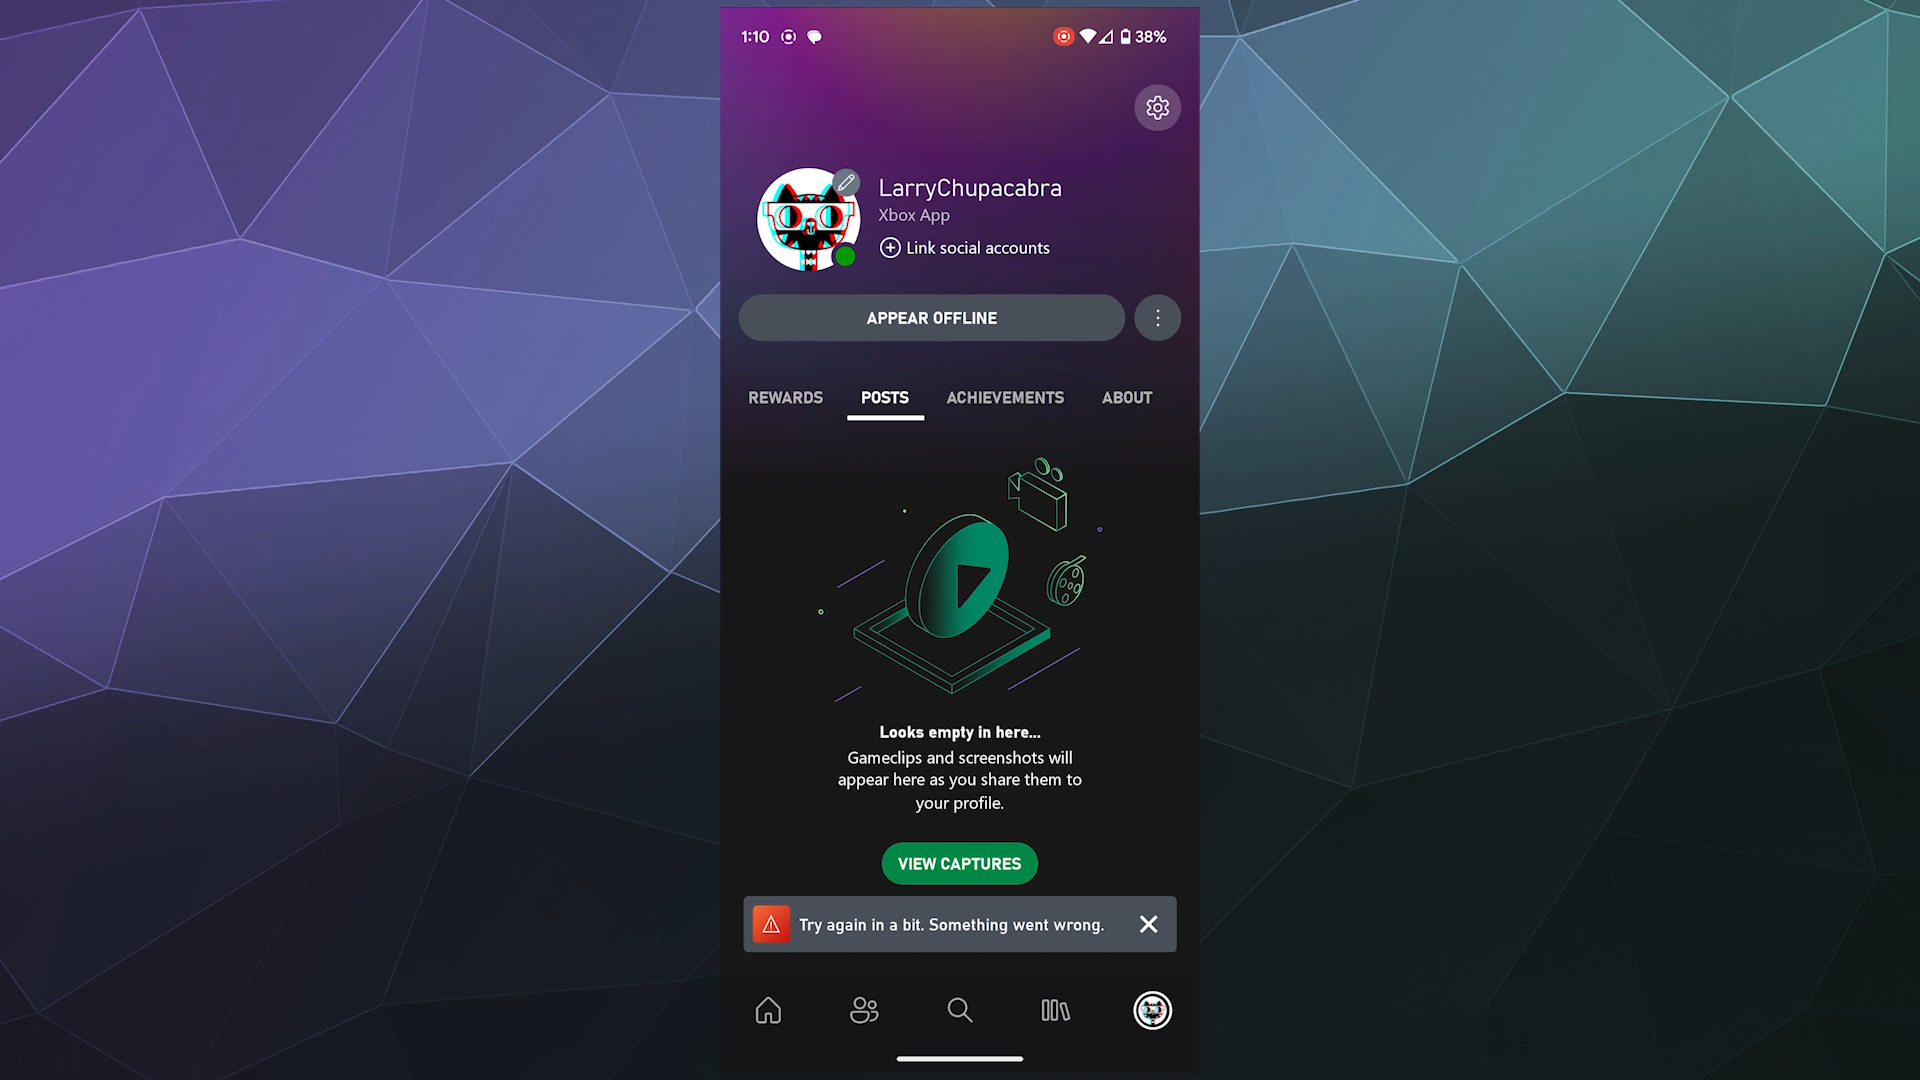 1:10
38%
LarryChupacabra
Xbox App
Link social accounts
APPEAR OFFLINE
REWARDS
POSTS
ACHIEVEMENTS
ABOUT
Looks empty in here...
Gameclips and screenshots will
appear here as you share them to
your profile.
VIEW CAPTURES
Try again in a bit. Something went wrong.